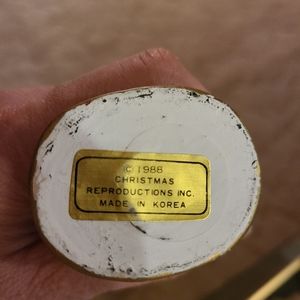 © 1988
CHRISTMAS
REPRODUCTIONS INC.
MADE IN KOREA